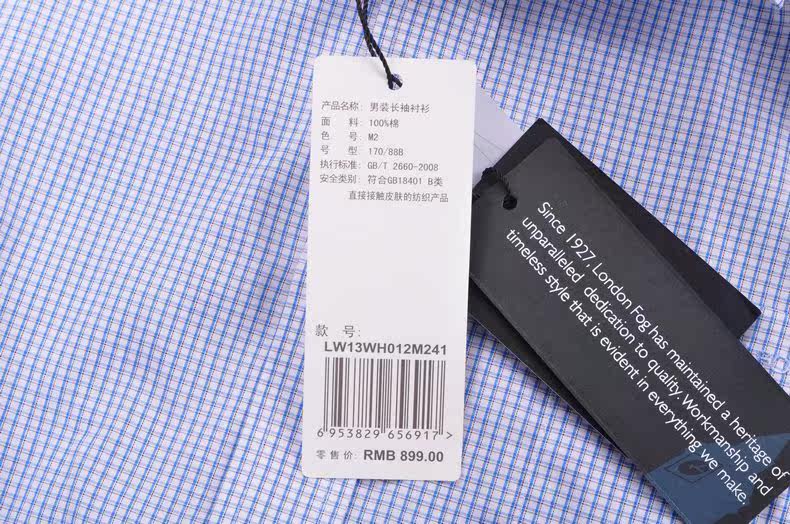 产品名称: 男装长袖衬衫
面 料: 100%棉
色 号: M2
号 型: 170/88B
执行标准: GB/T 2660-2008
安全类别: 符合GB18401 B类
直接接触皮肤的纺织产品
款 号:
LW13WH012M241
6 953829 656917 >
零售价: RMB 899.00
Since 1927, London Fog has maintained a heritage of
unparalleled dedication to quality. Workmanship and
timeless style that is evident in everything we make.